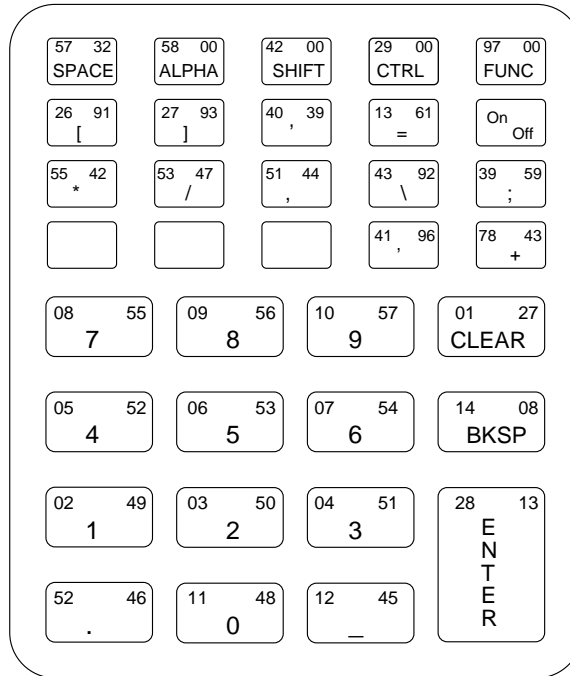 57 32 58 00 42 00 29 00 97 00
SPACE ALPHA SHIFT CTRL FUNC
26 91 27 93 40 39 13 61 On
[ ] , = Off
55 42 53 47 51 44 43 92 39 59
* / , \ ;
41 96 78 43
, +
08 55 09 56 10 57 01 27
7 8 9 CLEAR
05 52 06 53 07 54 14 08
4 5 6 BKSP
02 49 03 50 04 51 28 13
1 2 3 ENTER
52 46 11 48 12 45
. 0 _